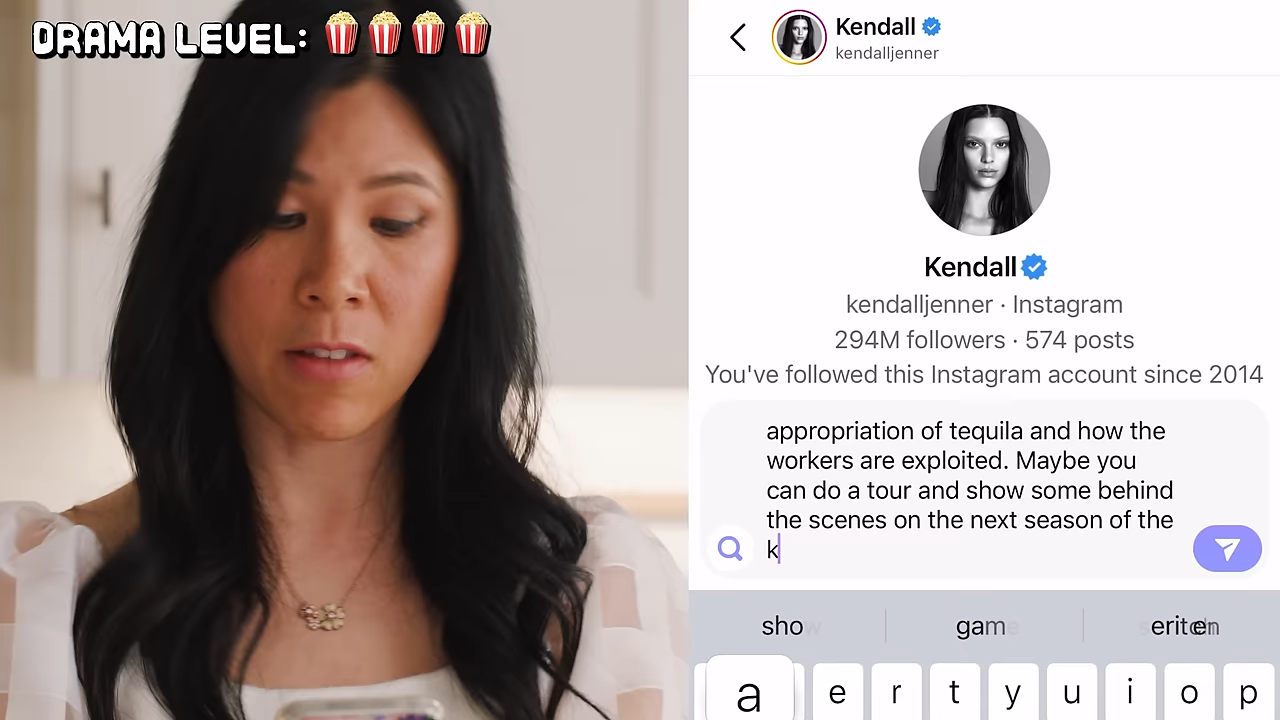 DRAMA LEVEL:
Kendall
kendalljenner
Kendall
kendalljenner · Instagram
294M followers · 574 posts
You've followed this Instagram account since 2014
appropriation of tequila and how the
workers are exploited. Maybe you
can do a tour and show some behind
the scenes on the next season of the
k
a e r t y u i o p